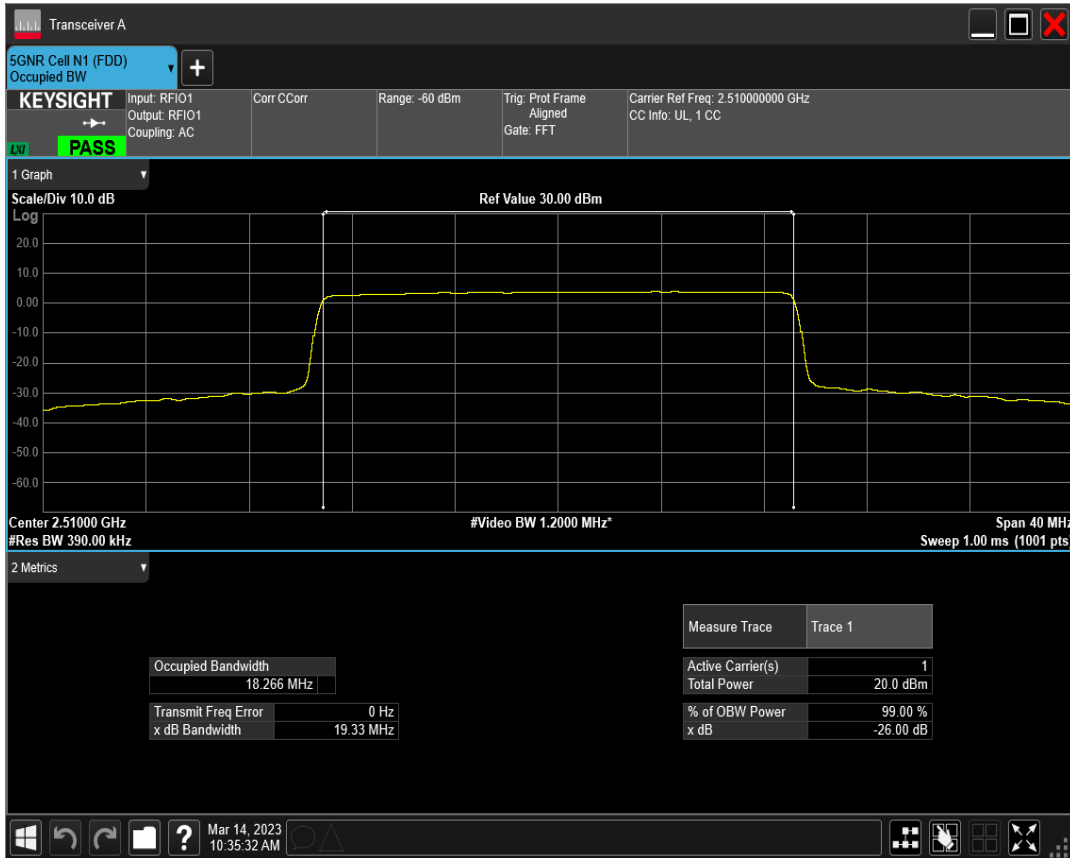 Transceiver A
5GNR Cell N1 (FDD)
Occupied BW
+
KEYSIGHT
LXI
PASS
Input: RFIO1
Output: RFIO1
Coupling: AC
Corr CCorr
Range: -60 dBm
Trig: Prot Frame
Aligned
Gate: FFT
Carrier Ref Freq: 2.510000000 GHz
CC Info: UL, 1 CC
1 Graph
Scale/Div 10.0 dB
Ref Value 30.00 dBm
Log
20.0
10.0
0.00
-10.0
-20.0
-30.0
-40.0
-50.0
-60.0
Center 2.51000 GHz
#Video BW 1.2000 MHz*
Span 40 MHz
#Res BW 390.00 kHz
Sweep 1.00 ms (1001 pts)
2 Metrics
Measure Trace Trace 1
Occupied Bandwidth
18.266 MHz
Active Carrier(s) 1
Total Power 20.0 dBm
Transmit Freq Error 0 Hz
x dB Bandwidth 19.33 MHz
% of OBW Power 99.00 %
x dB -26.00 dB
?
Mar 14, 2023
10:35:32 AM